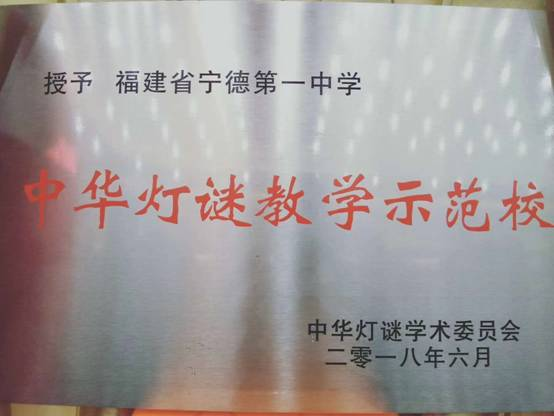 授予 福建省宁德第一中学
中华灯谜教学示范校
中华灯谜学术委员会
二零一八年六月